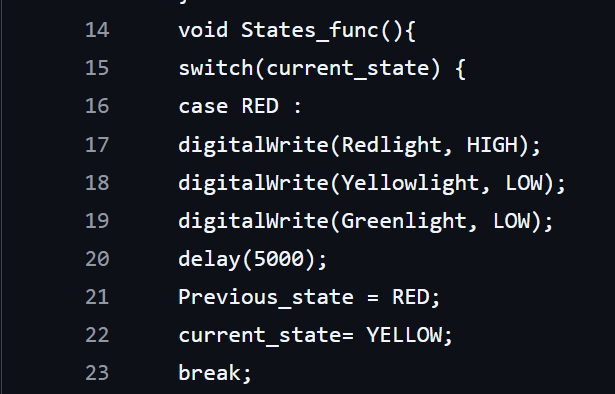 }
14 void States_func(){
15 switch(current_state) {
16 case RED :
17 digitalWrite(Redlight, HIGH);
18 digitalWrite(Yellowlight, LOW);
19 digitalWrite(Greenlight, LOW);
20 delay(5000);
21 Previous_state = RED;
22 current_state= YELLOW;
23 break;